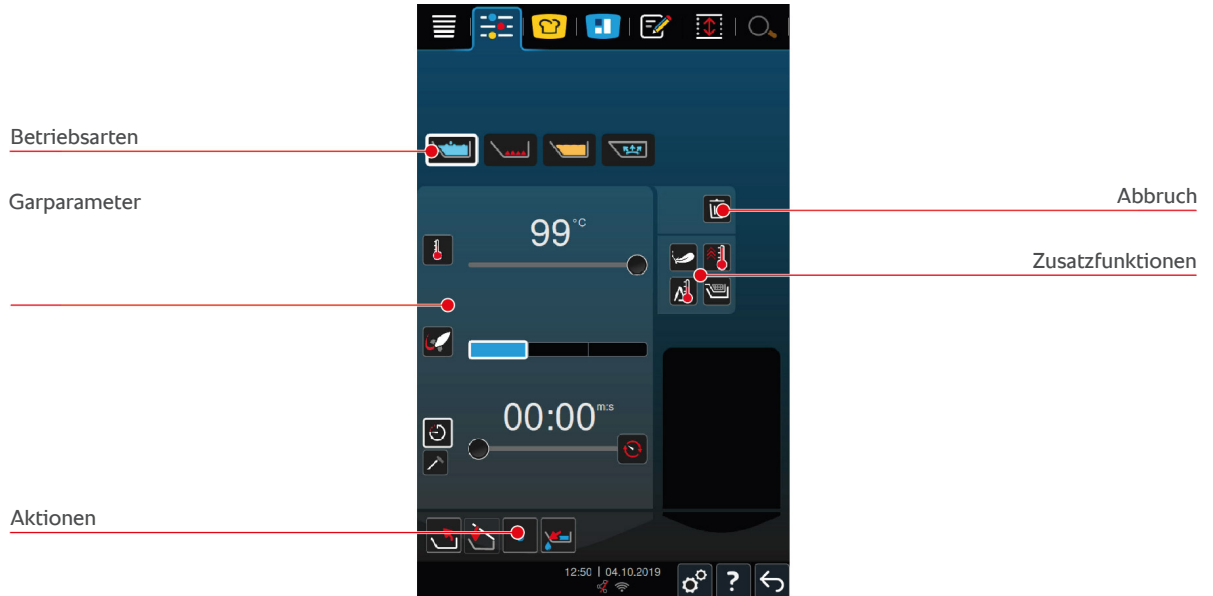 Betriebsarten
Garparameter
Abbruch
99 °C
Zusatzfunktionen
00:00 m:s
Aktionen
12:50 | 04.10.2019
?